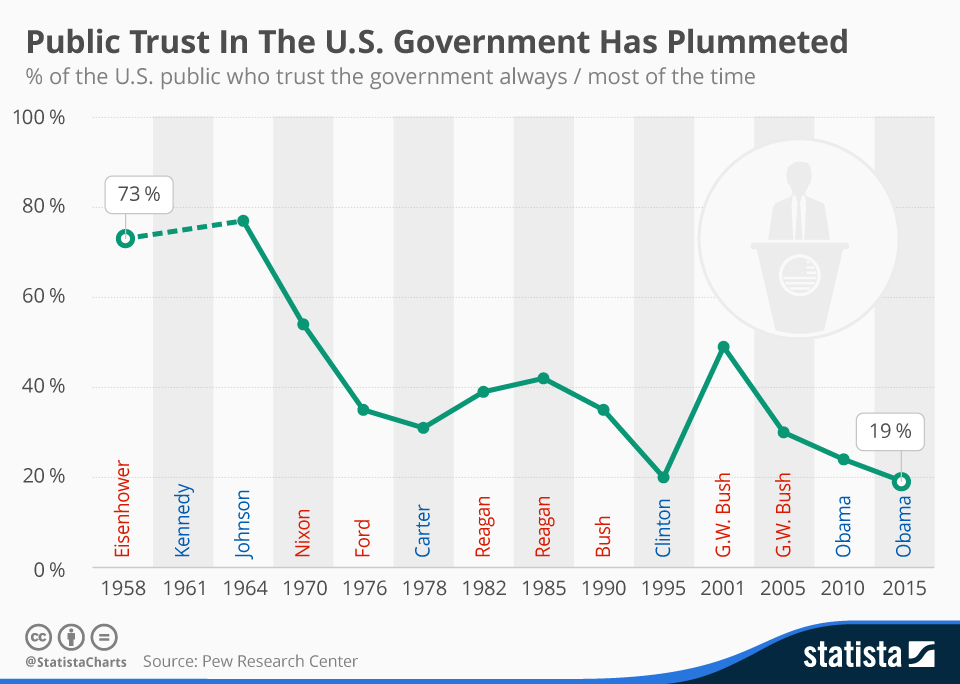 Public Trust In The U.S. Government Has Plummeted
% of the U.S. public who trust the government always / most of the time
100 %
80 %
60 %
40 %
20 %
0 %
73 %
19 %
Eisenhower
Kennedy
Johnson
Nixon
Ford
Carter
Reagan
Reagan
Bush
Clinton
G.W. Bush
G.W. Bush
Obama
Obama
1958 1961 1964 1970 1976 1978 1982 1985 1990 1995 2001 2005 2010 2015
cc
@StatistaCharts Source: Pew Research Center
statista